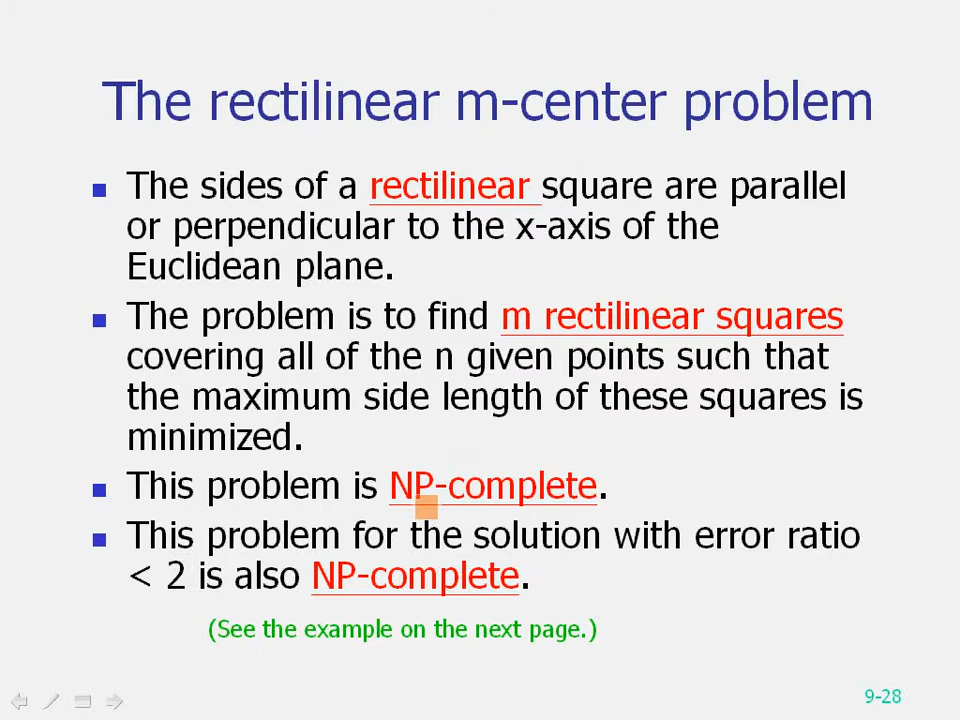 The rectilinear m-center problem
The sides of a rectilinear square are parallel
or perpendicular to the x-axis of the
Euclidean plane.
The problem is to find m rectilinear squares
covering all of the n given points such that
the maximum side length of these squares is
minimized.
This problem is NP-complete.
This problem for the solution with error ratio
< 2 is also NP-complete.
(See the example on the next page.)
9-28